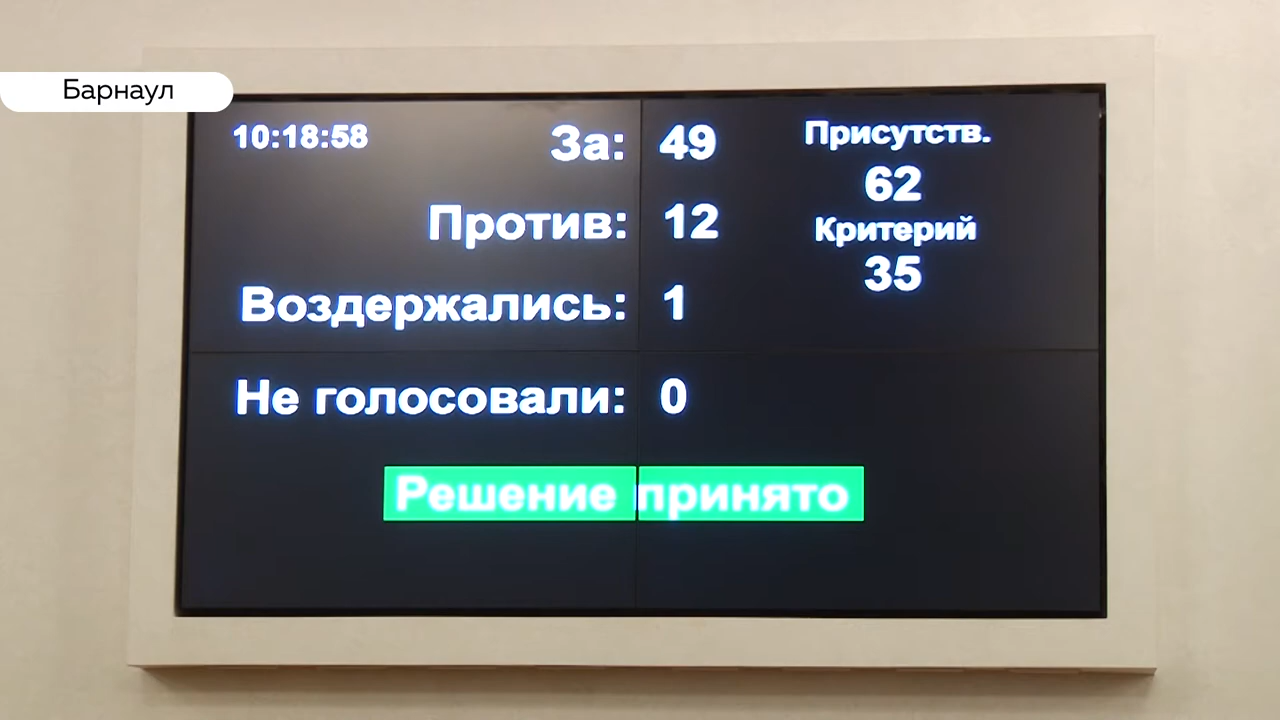 Барнаул
10:18:58
За: 49
Присутств.
62
Против: 12
Критерий
35
Воздержались: 1
Не голосовали: 0
Решение принято